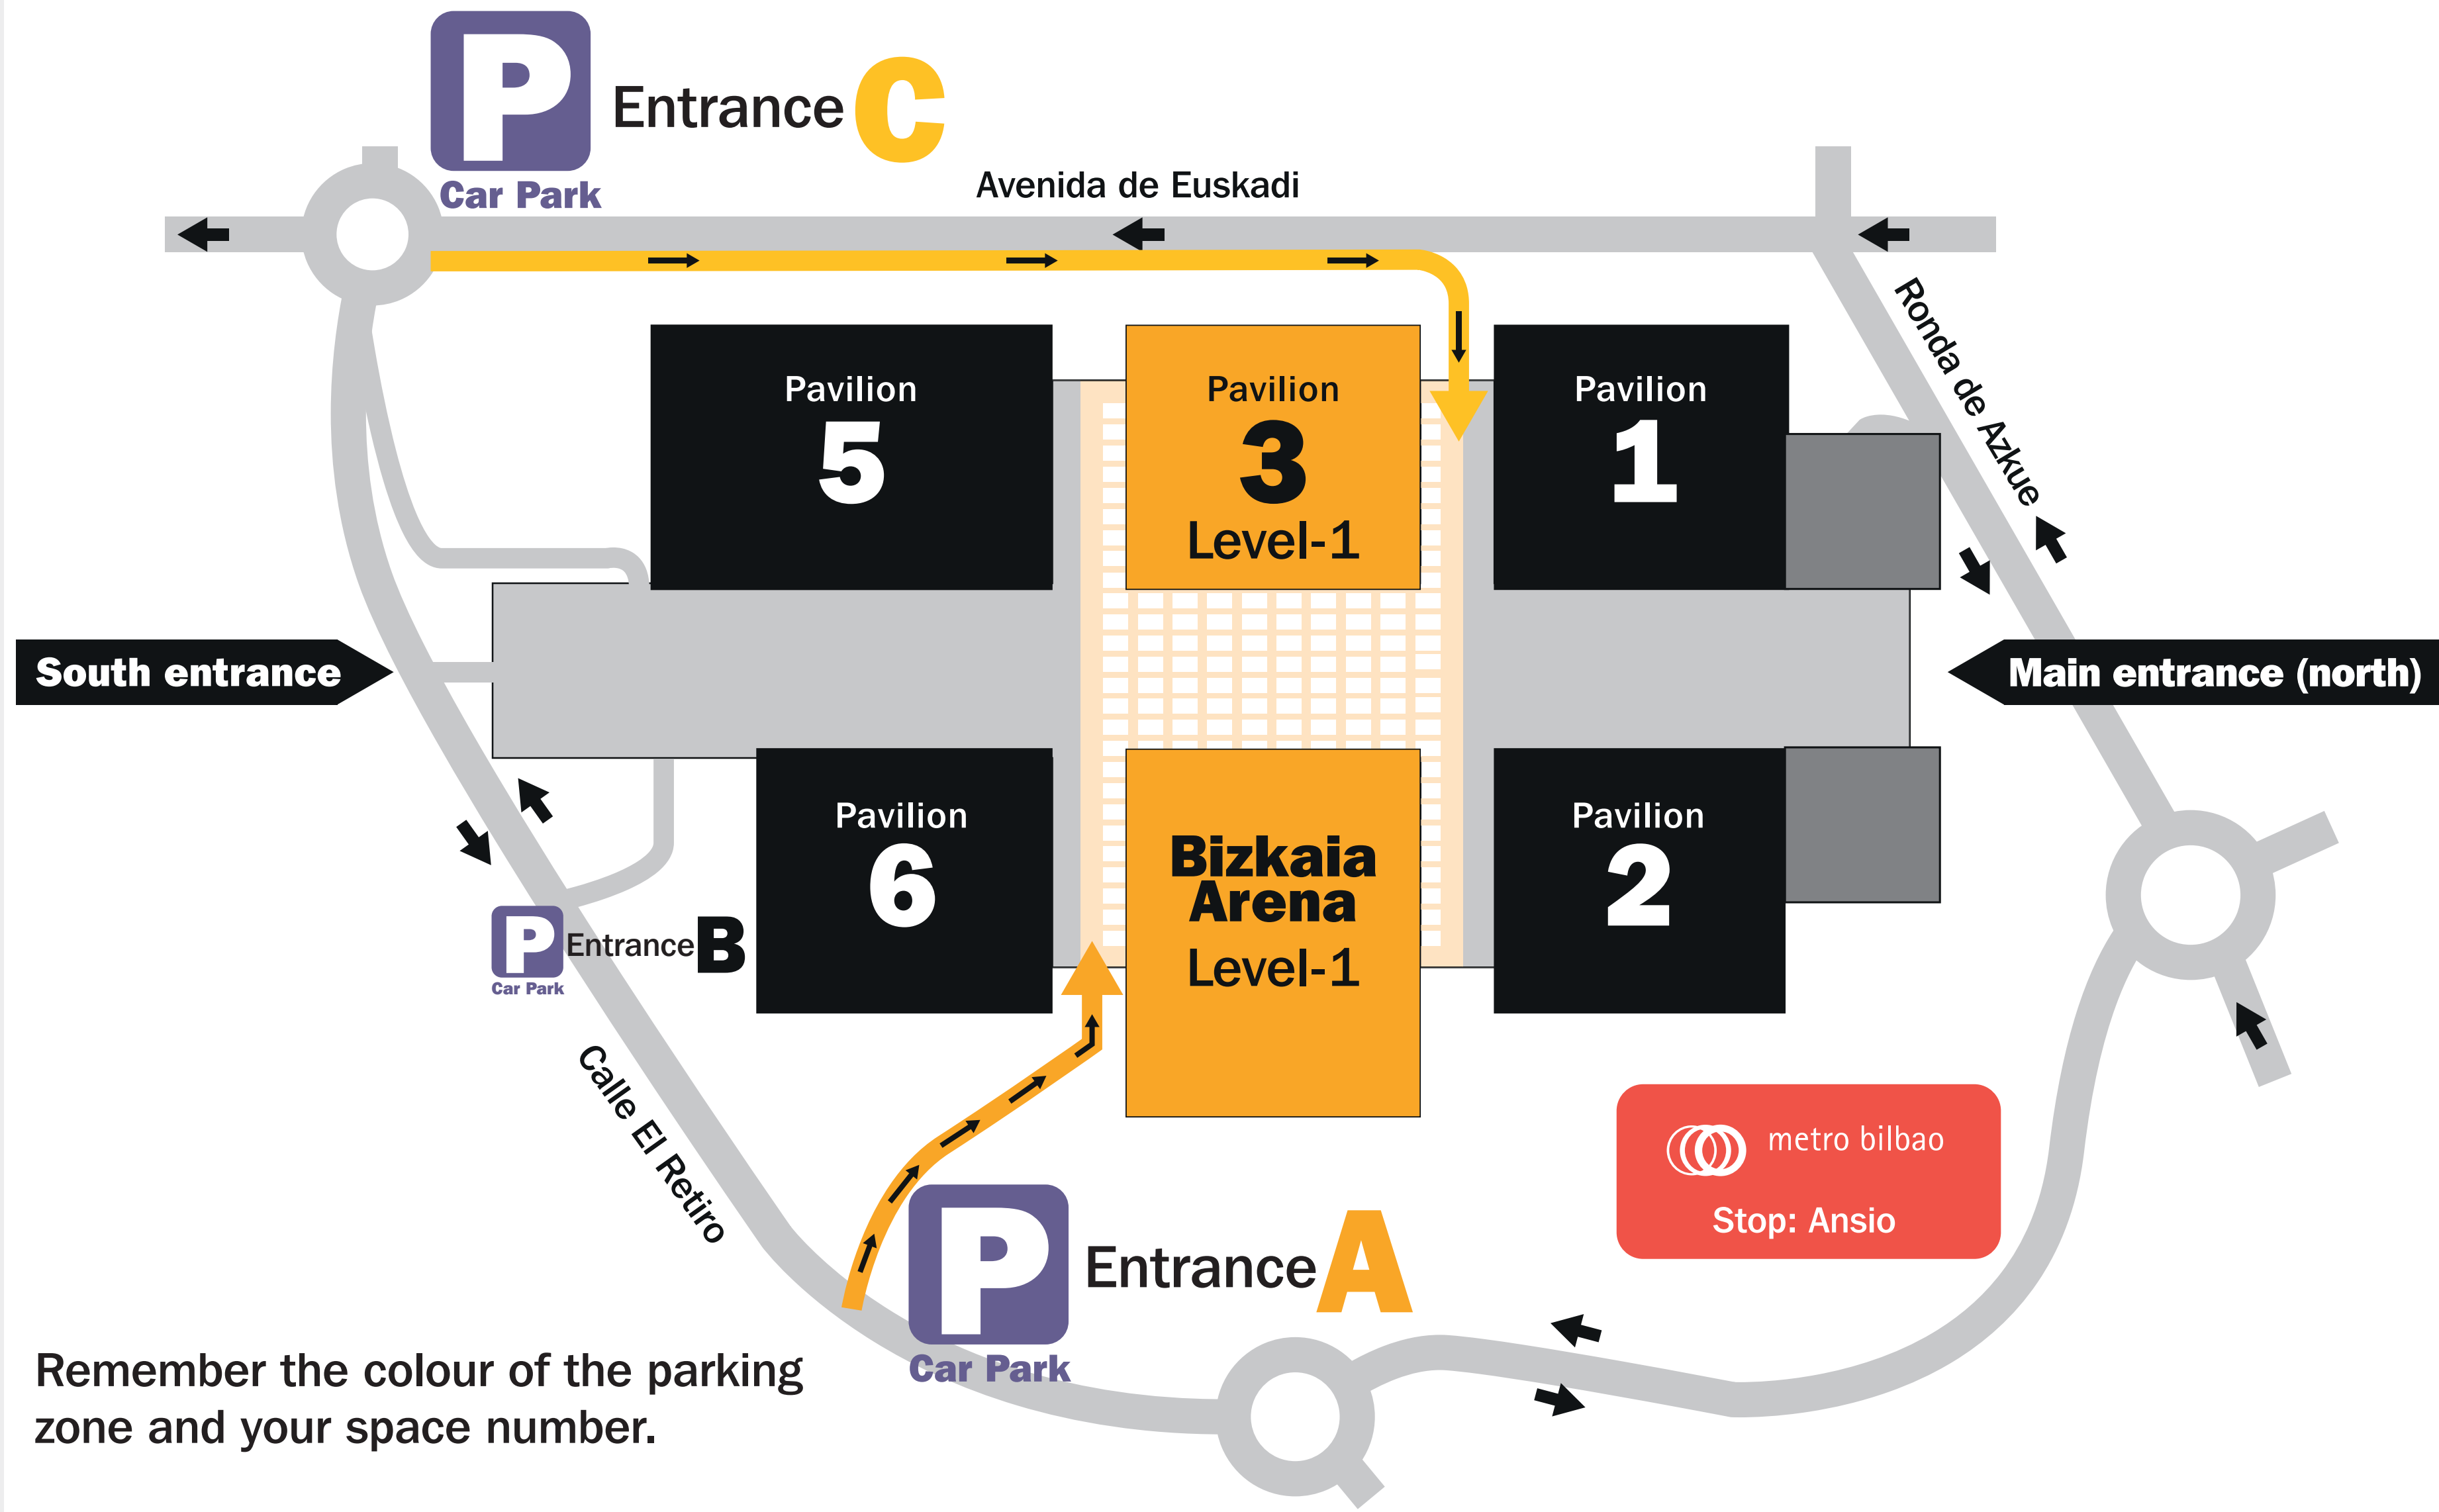 P
Entrance C
Car Park
Avenida de Euskadi
Ronda de Azkue
Pavilion
5
Pavilion
3
Level-1
Pavilion
1
South entrance
Main entrance (north)
Pavilion
6
Bizkaia
Arena
Level-1
Pavilion
2
P
Entrance B
Car Park
Calle El Retiro
metro bilbao
Stop: Ansio
P
Entrance A
Car Park
Remember the colour of the parking
zone and your space number.